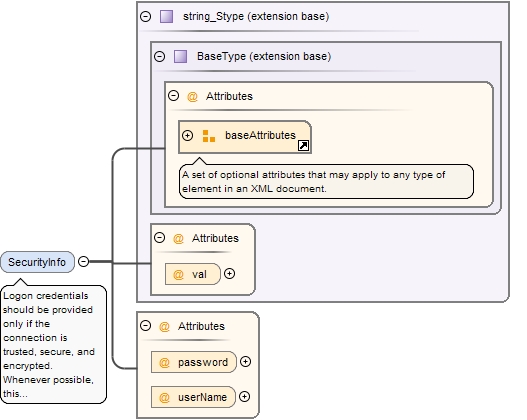 string_Stype (extension base)
BaseType (extension base)
@ Attributes
baseAttributes
A set of optional attributes that may apply to any type of
element in an XML document.
@ Attributes
@ val
SecurityInfo
Logon credentials
should be provided
only if the
connection is
trusted, secure, and
encrypted.
Whenever possible,
this...
@ Attributes
@ password
@ userName